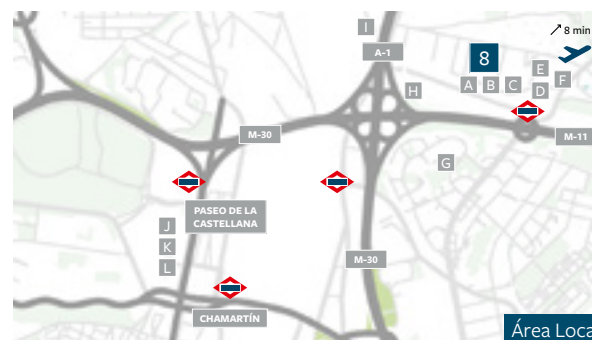 I
A-1
↗ 8 min
8
E
F
A B C
D
H
M-30
M-11
G
PASEO DE LA
CASTELLANA
J
K
L
M-30
CHAMARTÍN
Área Loca